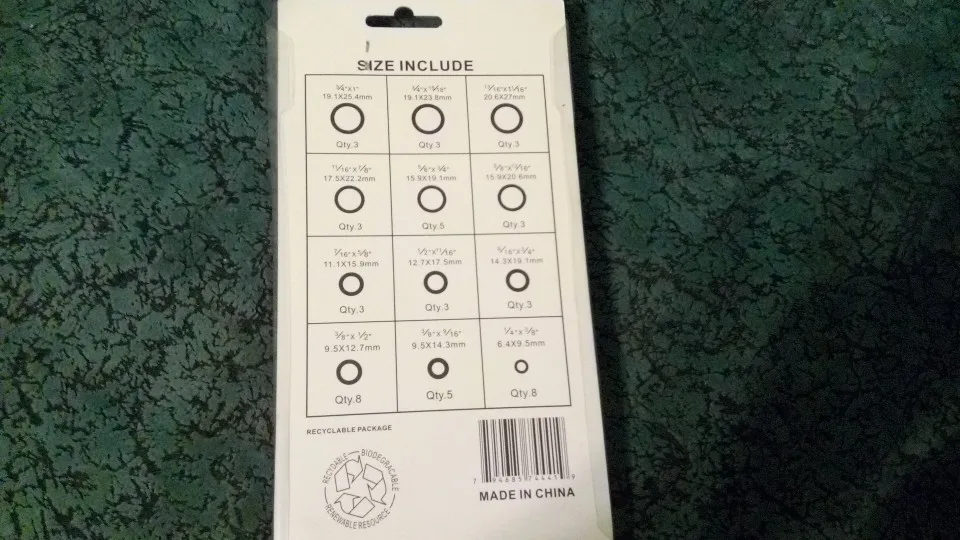 SIZE INCLUDE
3/4"X1"
19.1X25.4mm
Qty.3
3/4"X15/16"
19.1X23.8mm
Qty.3
13/16"X11/16"
20.6X27mm
Qty.3
11/16"X7/8"
17.5X22.2mm
Qty.3
5/8"X3/4"
15.9X19.1mm
Qty.5
5/8"X13/16"
15.9X20.6mm
Qty.3
7/16"X5/8"
11.1X15.9mm
Qty.3
1/2"X11/16"
12.7X17.5mm
Qty.3
9/16"X3/4"
14.3X19.1mm
Qty.3
3/8"X1/2"
9.5X12.7mm
Qty.8
3/8"X9/16"
9.5X14.3mm
Qty.5
1/4"X3/8"
6.4X9.5mm
Qty.8
RECYCLABLE PACKAGE
RECYDABLE
BIODEGRACABLE
RENEWABLE RESOURCE
MADE IN CHINA